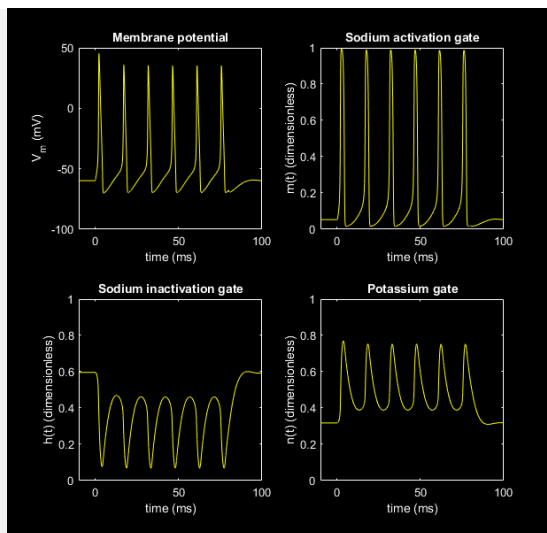 Membrane potential
50
0
-50
-100
V_m (mV)
0 50 100
time (ms)
Sodium activation gate
1
0.8
0.6
0.4
0.2
0
m(t) (dimensionless)
0 50 100
time (ms)
Sodium inactivation gate
1
0.8
0.6
0.4
0.2
0
h(t) (dimensionless)
0 50 100
time (ms)
Potassium gate
1
0.8
0.6
0.4
0.2
0
n(t) (dimensionless)
0 50 100
time (ms)